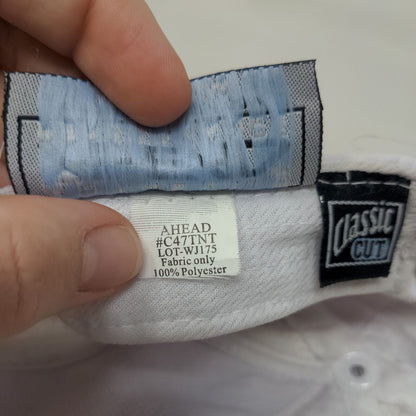 AHEAD
#C47TNT
LOT-WJ175
Fabric only
100% Polyester
classic
CUT